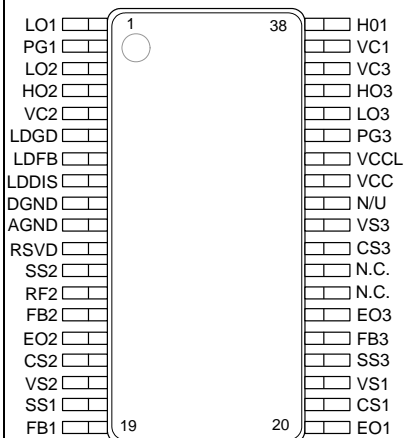 LO1 1 38 H01
PG1 VC1
LO2 VC3
HO2 HO3
VC2 LO3
LDGD PG3
LDFB VCCL
LDDIS VCC
DGND N/U
AGND VS3
RSVD CS3
SS2 N.C.
RF2 N.C.
FB2 EO3
EO2 FB3
CS2 SS3
VS2 VS1
SS1 CS1
FB1 19 20 EO1